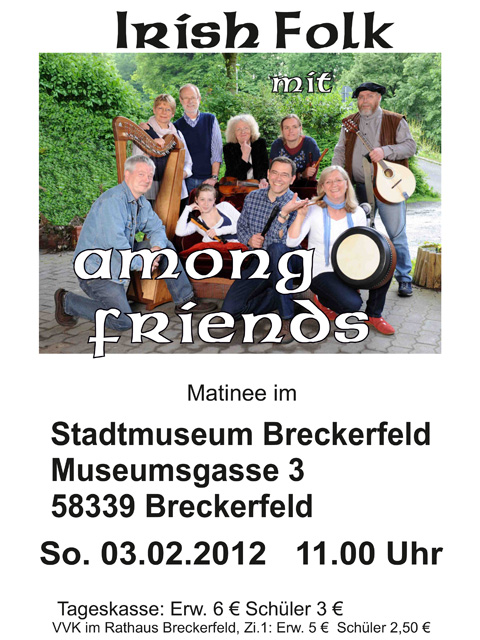 Irish Folk
mit
among
friends
Matinee im
Stadtmuseum Breckerfeld
Museumsgasse 3
58339 Breckerfeld
So. 03.02.2012 11.00 Uhr
Tageskasse: Erw. 6 € Schüler 3 €
VVK im Rathaus Breckerfeld, Zi.1: Erw. 5 € Schüler 2,50 €